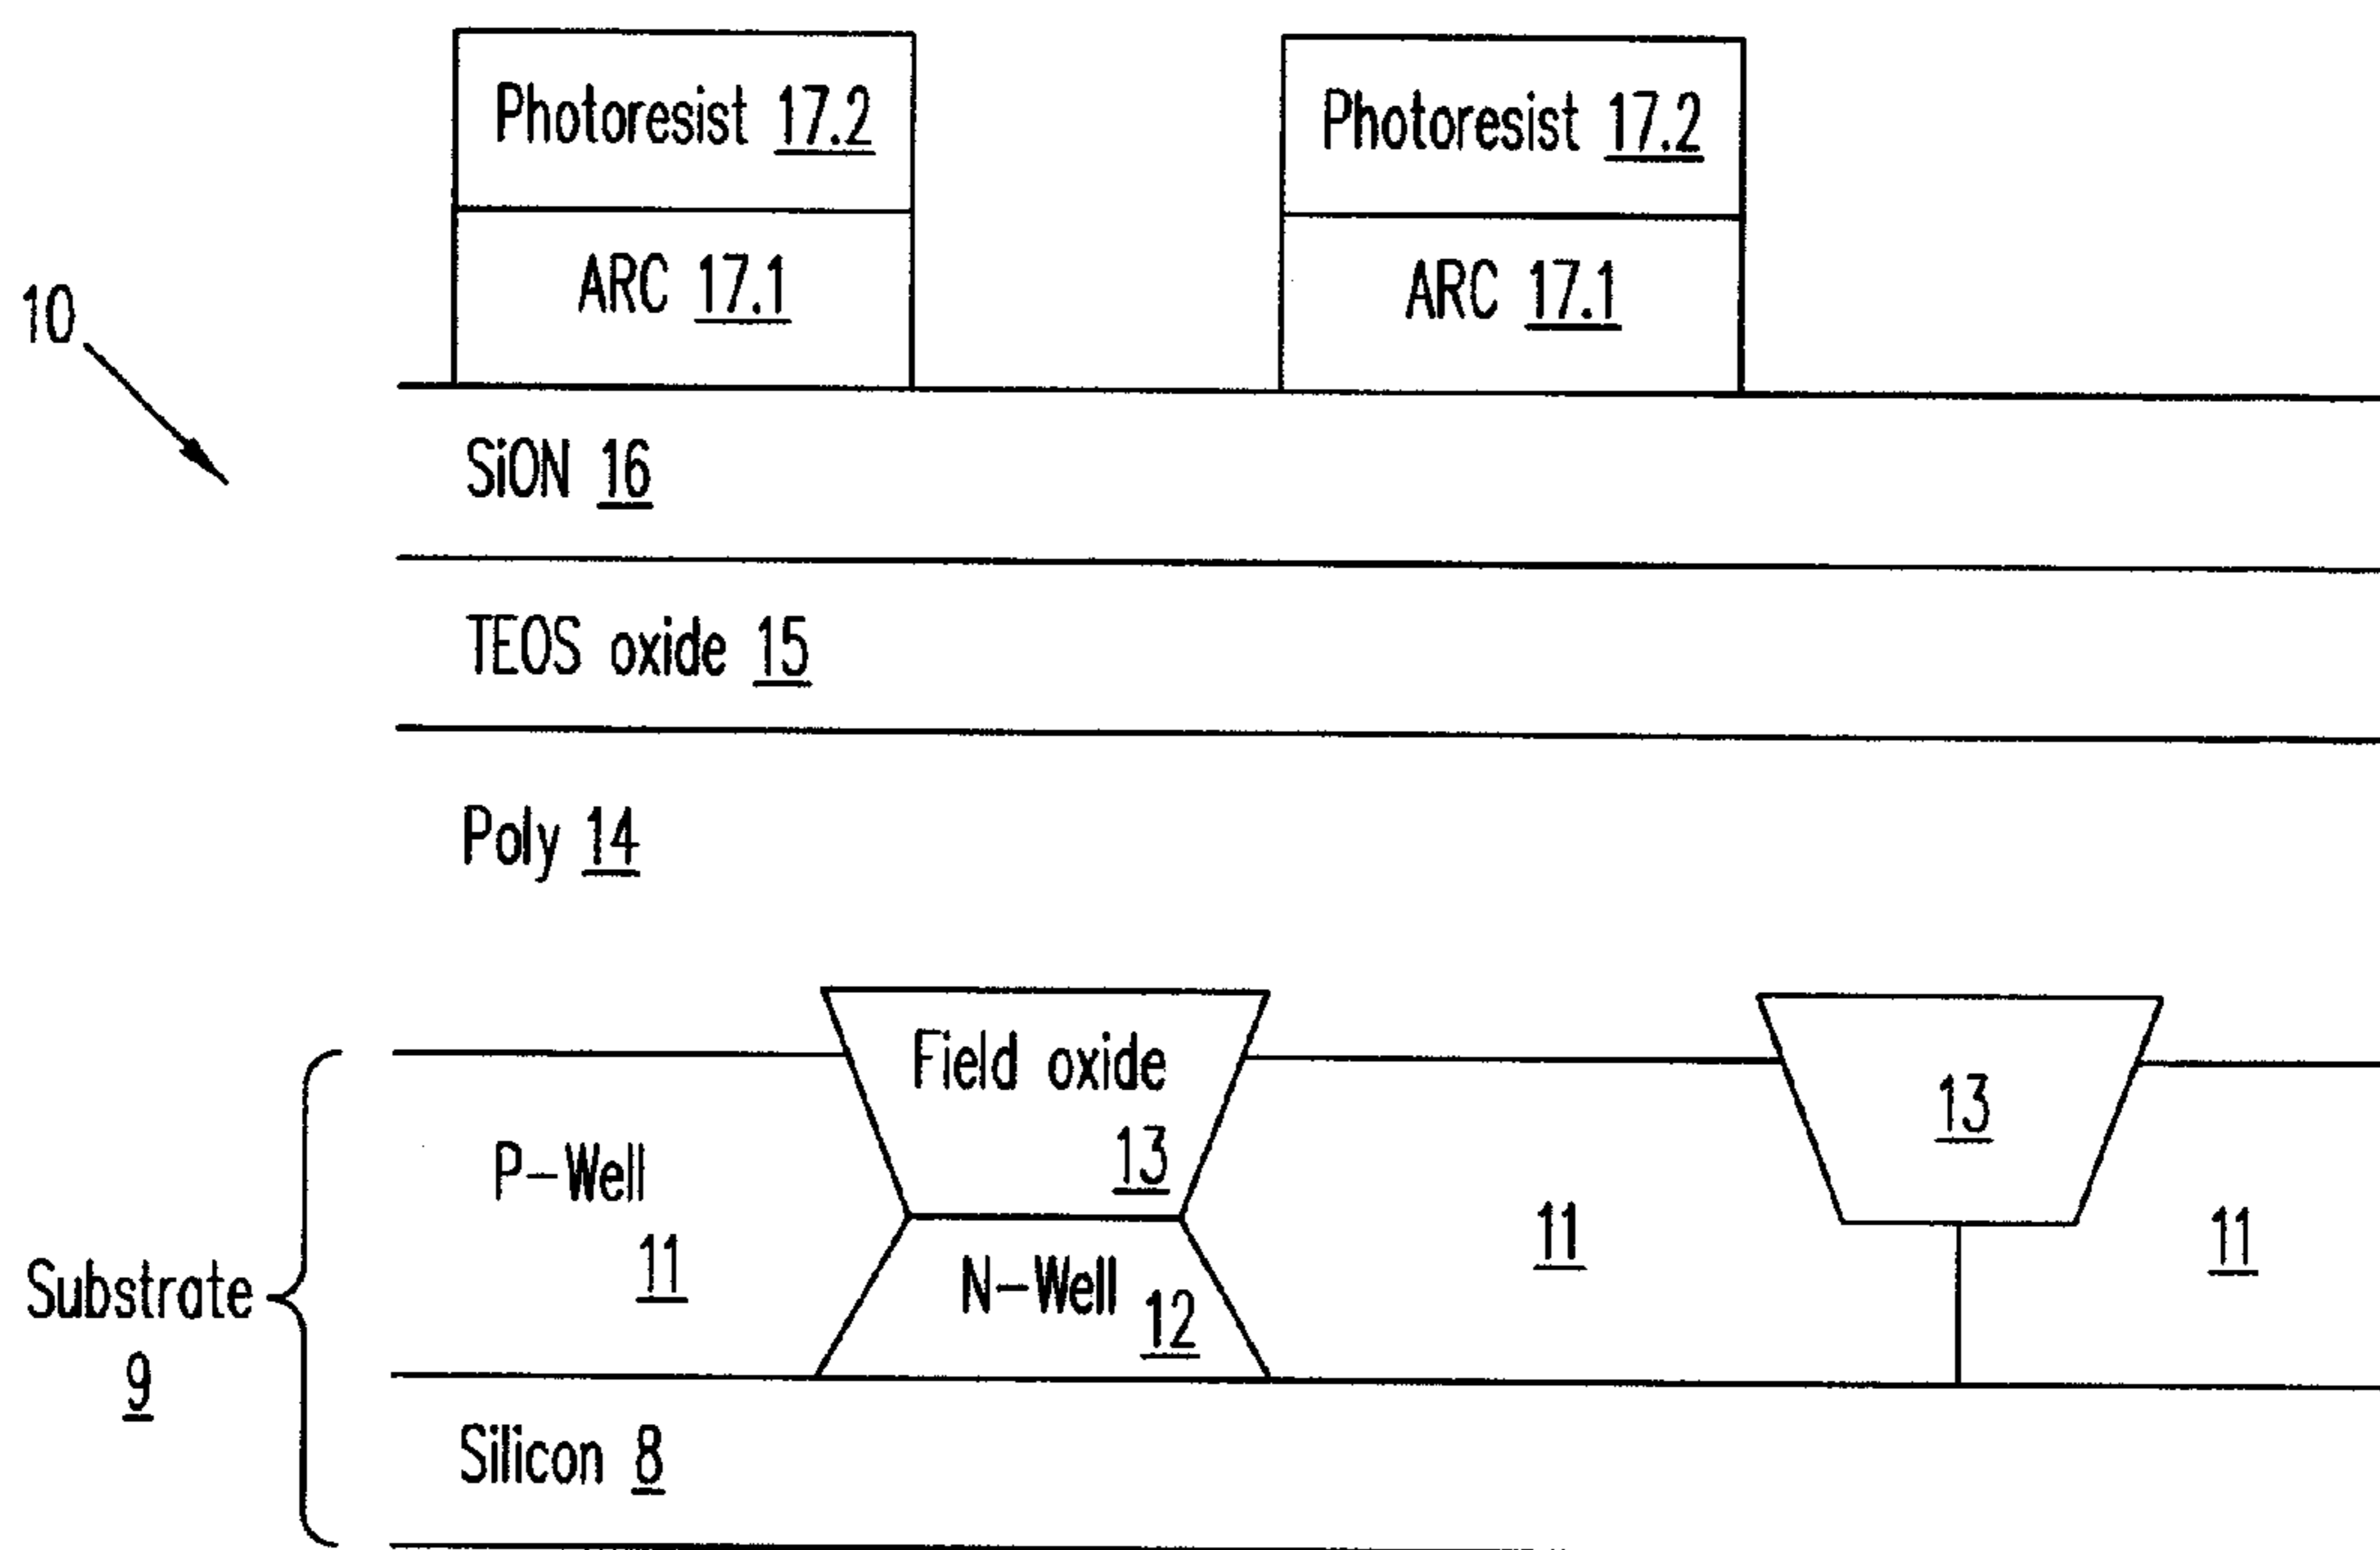 Photoresist 17.2
Photoresist 17.2
ARC 17.1
ARC 17.1
10
SiON 16
TEOS oxide 15
Poly 14
Field oxide
13
13
P-Well
11
11
11
N-Well
12
Substrate
9
Silicon 8